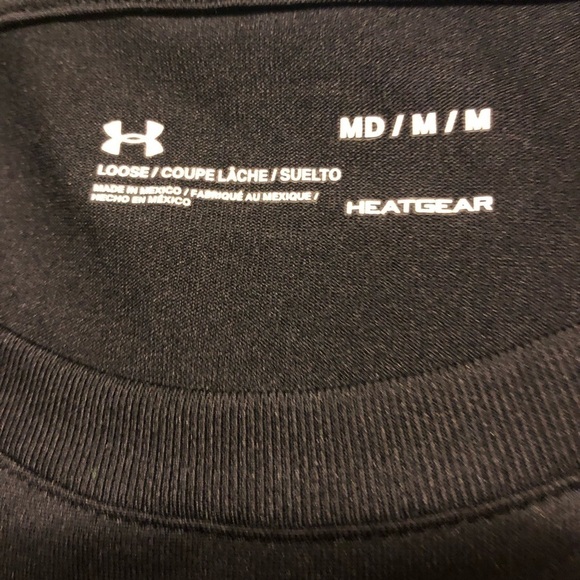 MD / M / M
LOOSE / COUPE LÂCHE / SUELTO
MADE IN MEXICO / FABRIQUÉ AU MEXIQUE /
HECHO EN MÉXICO
HEATGEAR